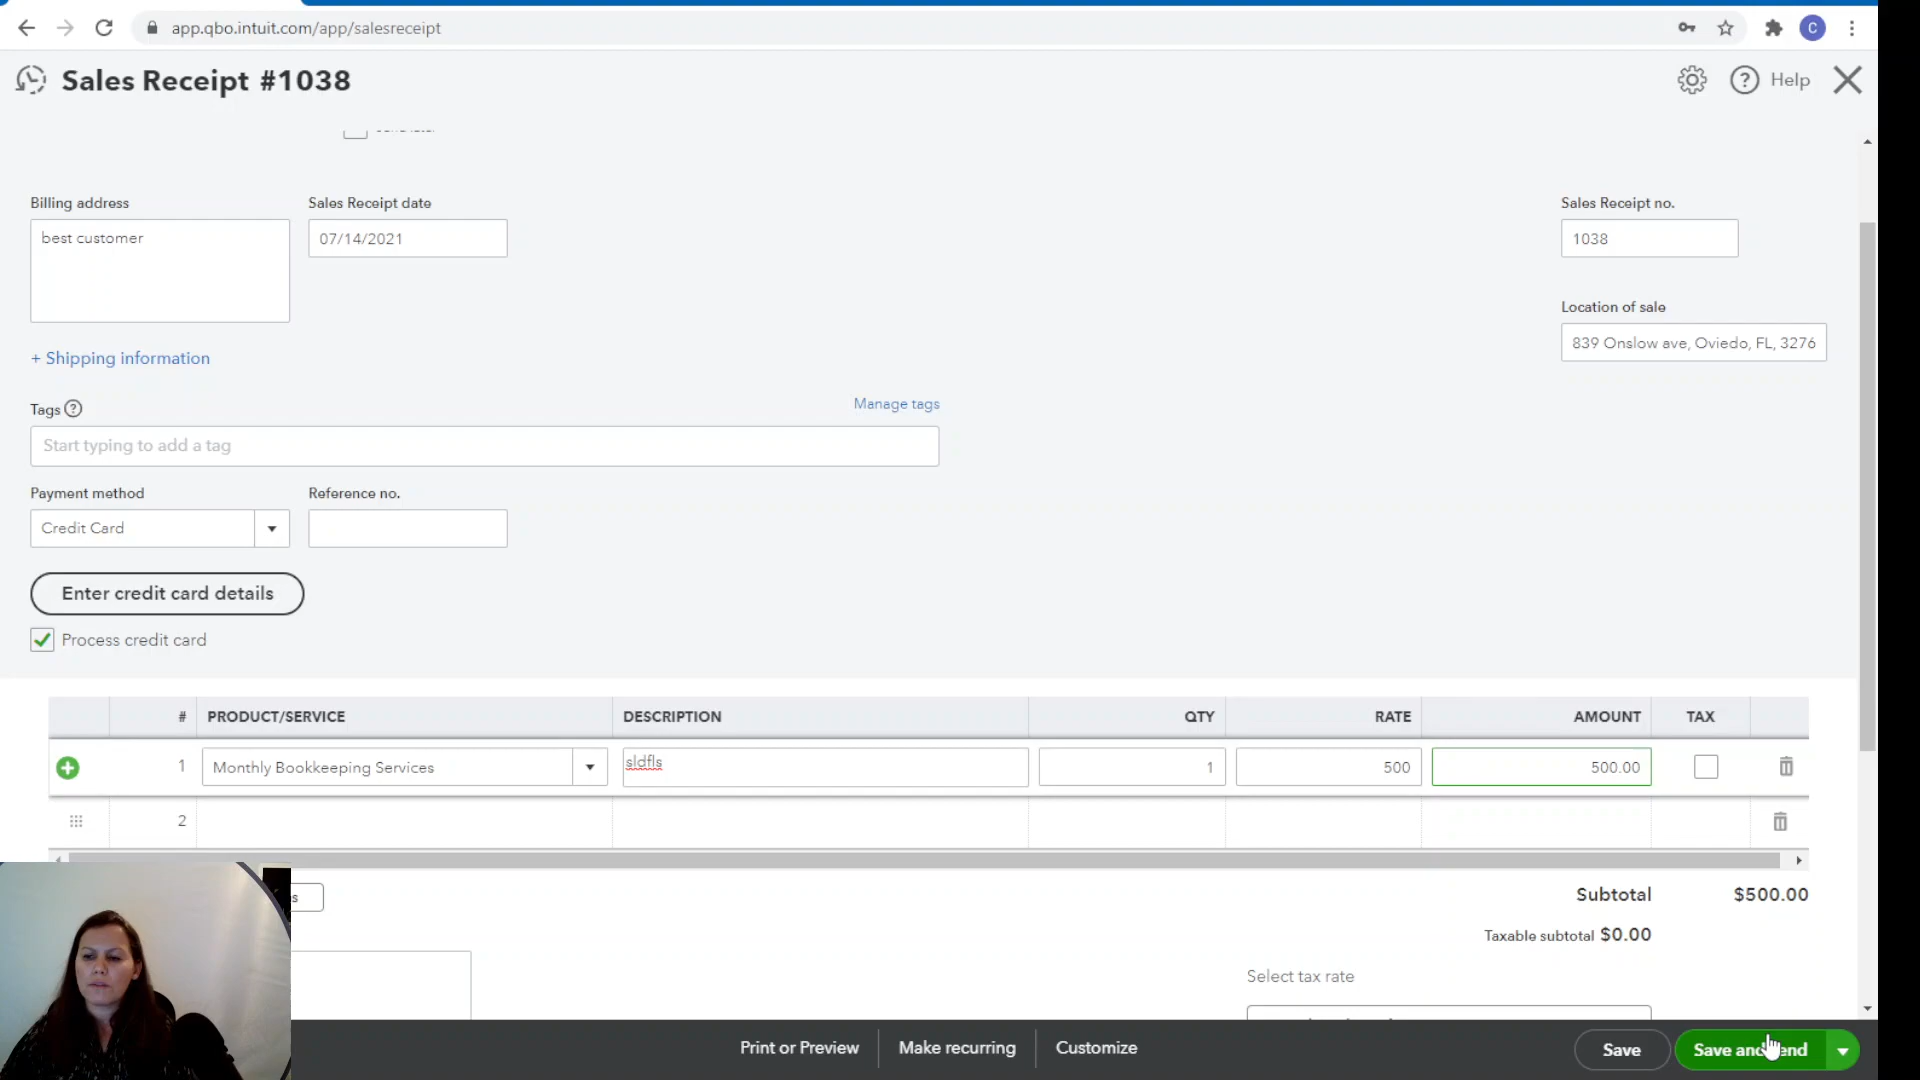 app.qbo.intuit.com/app/salesreceipt
C
Sales Receipt #1038
Help
Billing address
Sales Receipt date
Sales Receipt no.
best customer
07/14/2021
1038
Location of sale
839 Onslow ave, Oviedo, FL, 3276
+ Shipping information
Tags
Manage tags
Start typing to add a tag
Payment method
Reference no.
Credit Card
Enter credit card details
Process credit card
# PRODUCT/SERVICE DESCRIPTION QTY RATE AMOUNT TAX
1 Monthly Bookkeeping Services sldfls 1 500 500.00
2
Subtotal $500.00
Taxable subtotal $0.00
Select tax rate
Print or Preview
Make recurring
Customize
Save
Save and